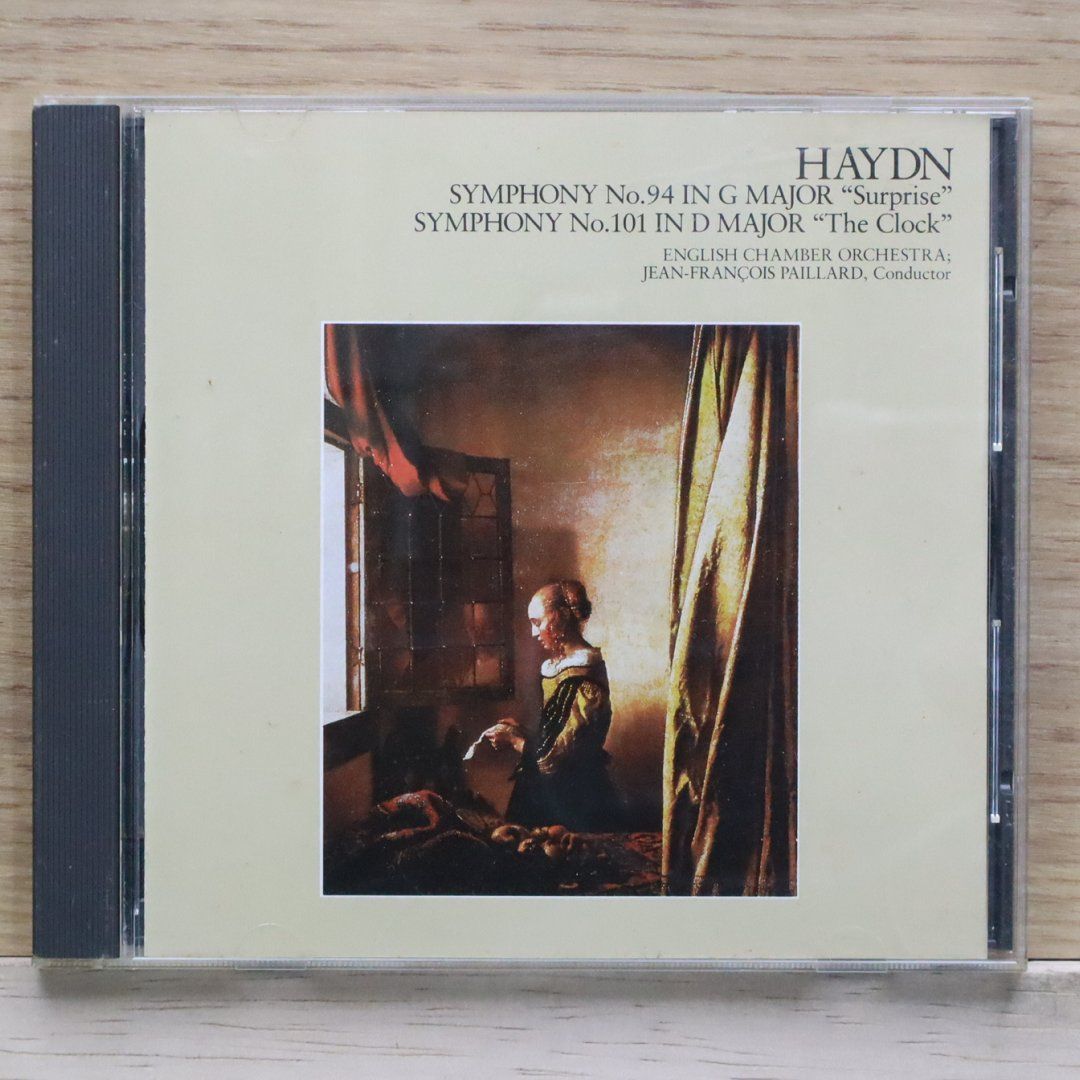 HAYDN
SYMPHONY No.94 IN G MAJOR “Surprise”
SYMPHONY No.101 IN D MAJOR “The Clock”
ENGLISH CHAMBER ORCHESTRA;
JEAN-FRANÇOIS PAILLARD, Conductor